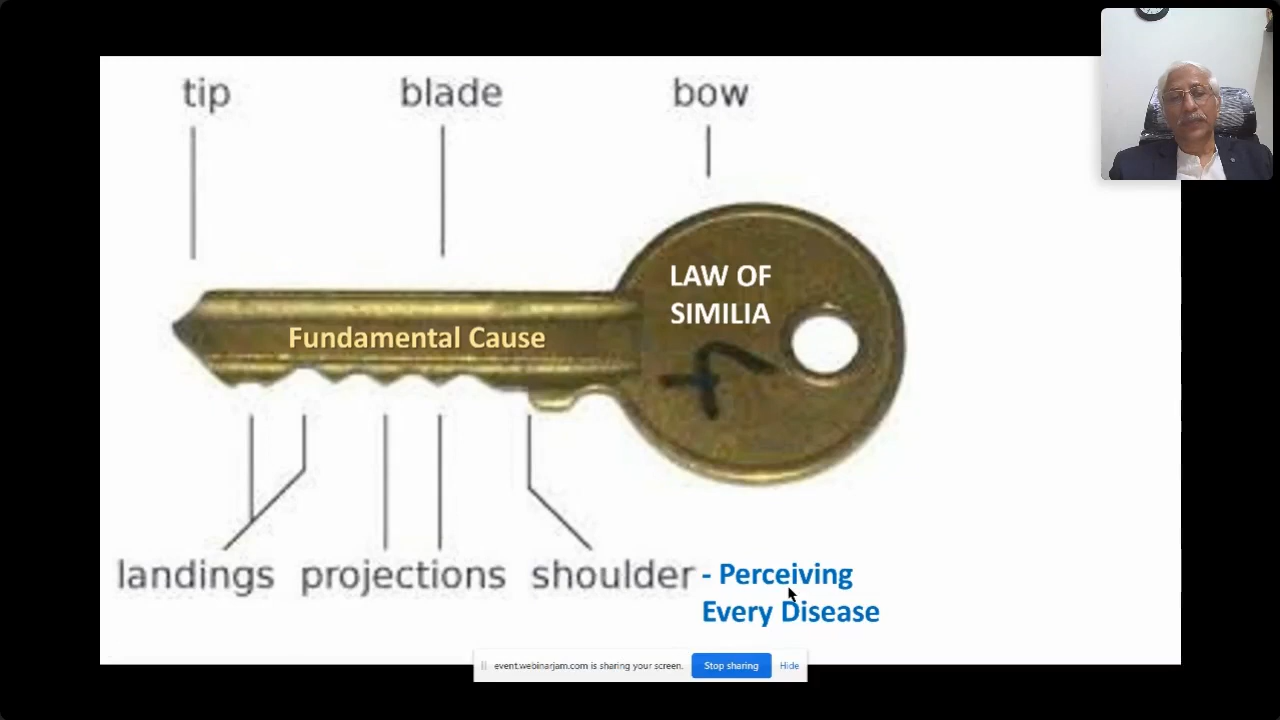 tip blade bow
LAW OF
SIMILIA
Fundamental Cause
landings projections shoulder - Perceiving
Every Disease
event.webinarjam.com is sharing your screen. Stop sharing Hide